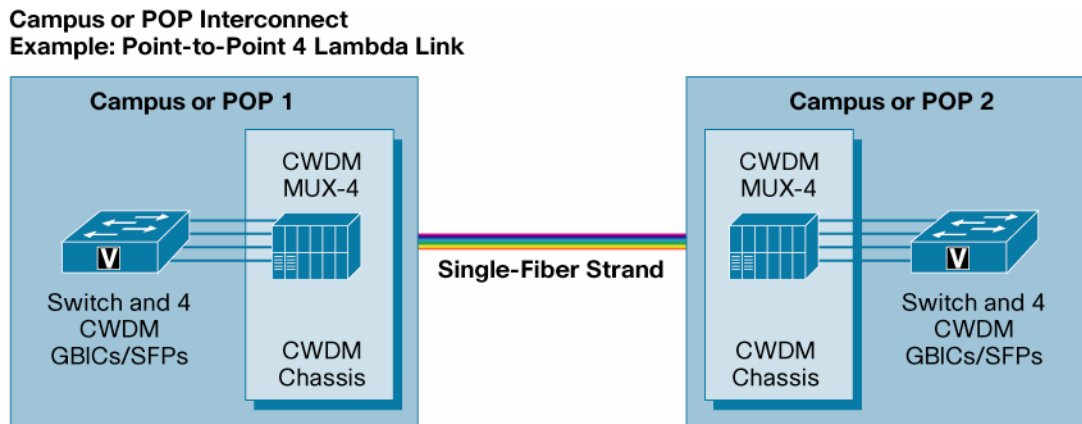 Campus or POP Interconnect
Example: Point-to-Point 4 Lambda Link
Campus or POP 1
CWDM
MUX-4
V
Switch and 4
CWDM
GBICs/SFPs
CWDM
Chassis
Single-Fiber Strand
Campus or POP 2
CWDM
MUX-4
V
CWDM
Chassis
Switch and 4
CWDM
GBICs/SFPs